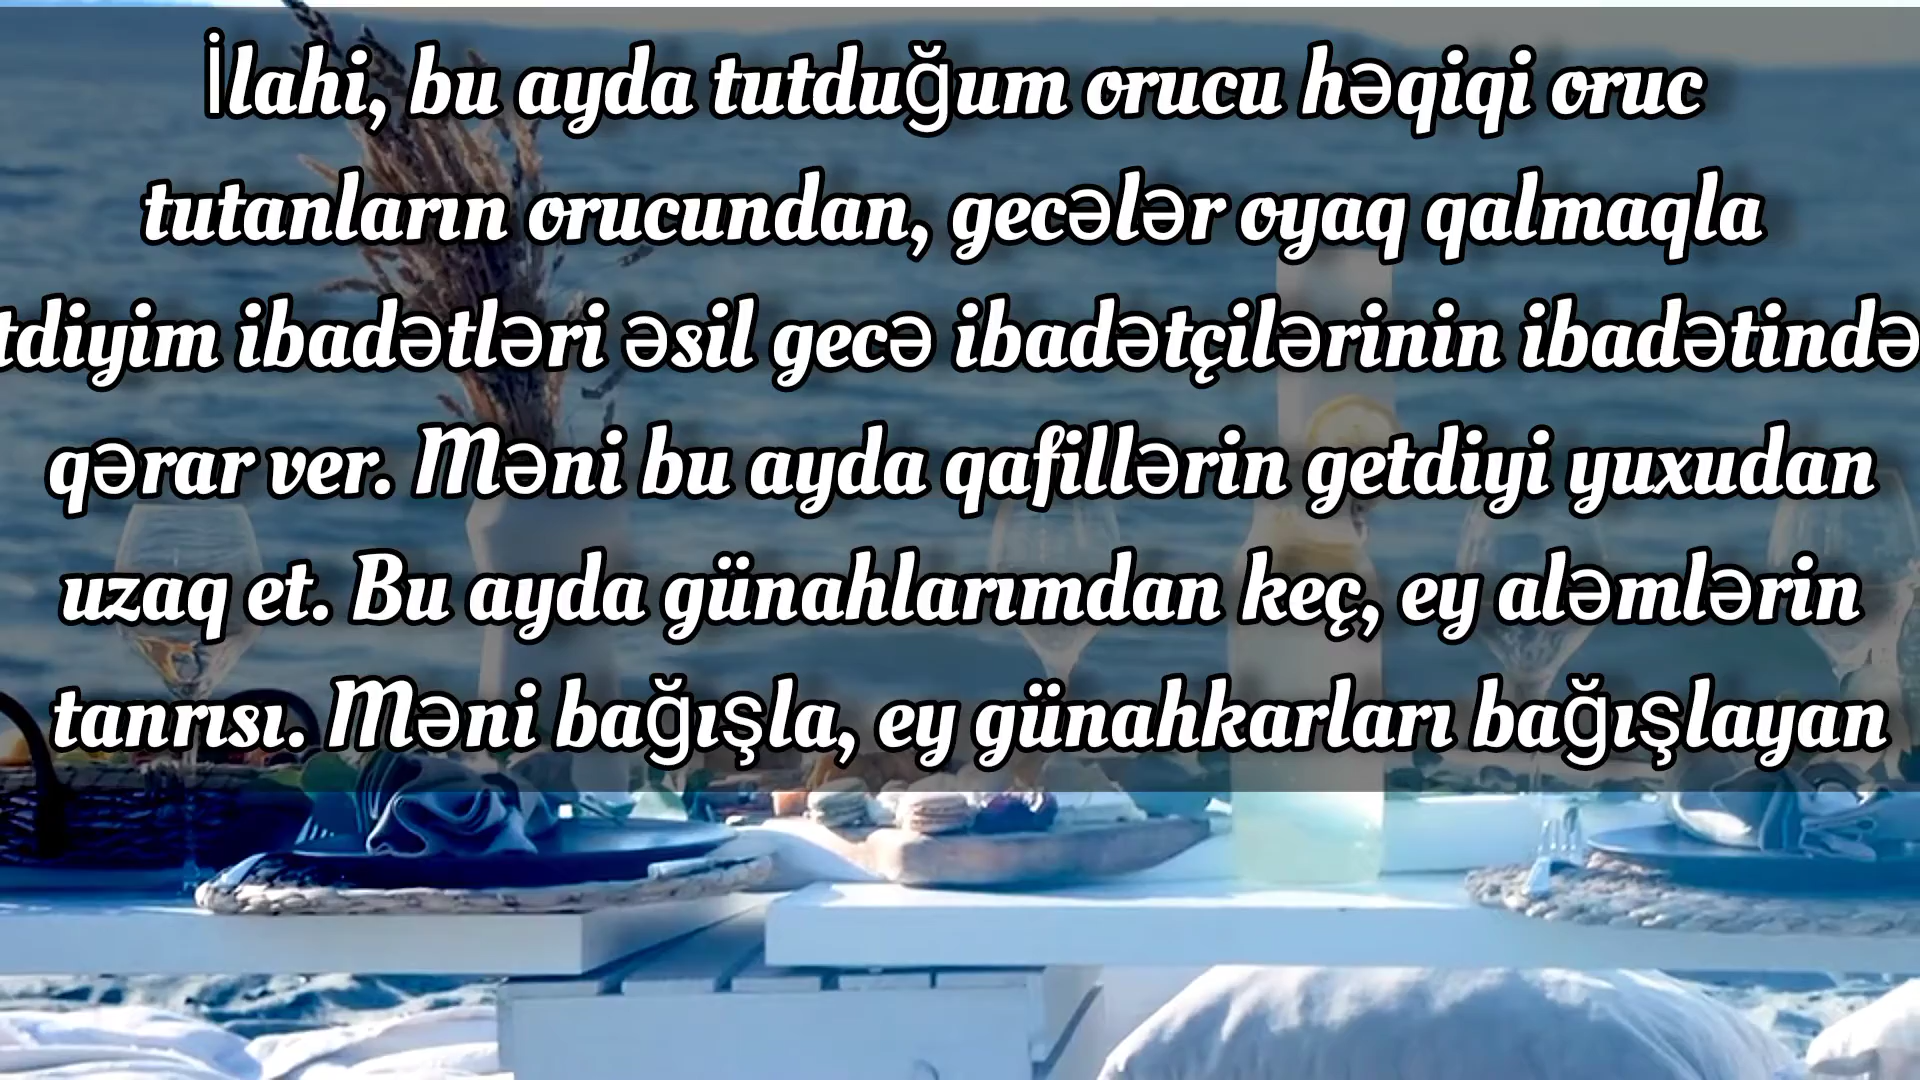 İlahi, bu ayda tutduğum orucu həqiqi oruc
tutanların orucundan, gecələr oyaq qalmaqla
tdiyim ibadətləri əsil gecə ibadətçilərinin ibadətində
qərar ver. Məni bu ayda qafillərin getdiyi yuxudan
uzaq et. Bu ayda günahlarımdan keç, ey aləmlərin
tanrısı. Məni bağışla, ey günahkarları bağışlayan